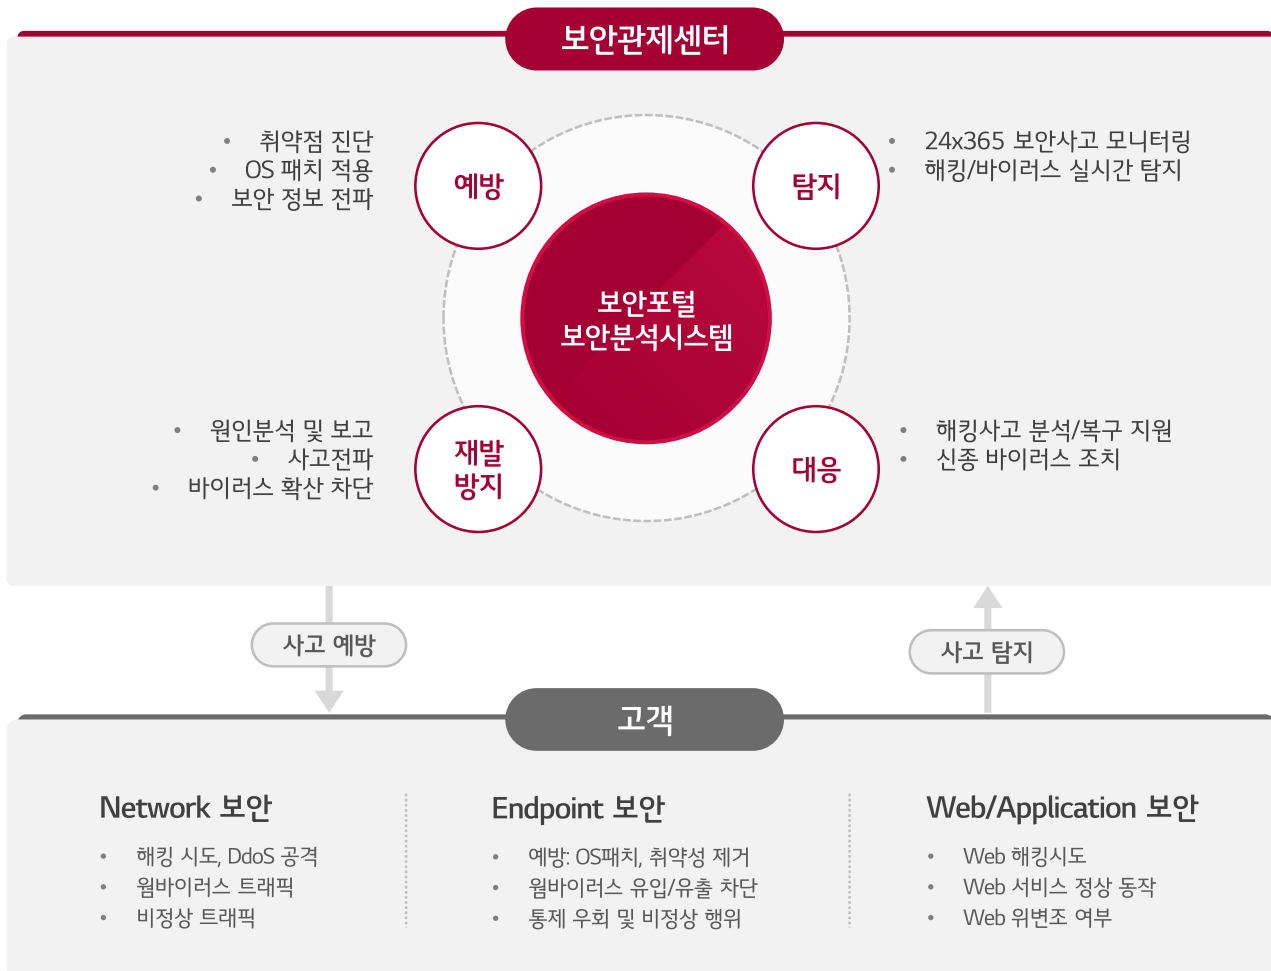 보안관제센터
• 취약점 진단
• OS 패치 적용
• 보안 정보 전파
예방
탐지
• 24x365 보안사고 모니터링
• 해킹/바이러스 실시간 탐지
보안포털
보안분석시스템
• 원인분석 및 보고
• 사고전파
• 바이러스 확산 차단
재발
방지
대응
• 해킹사고 분석/복구 지원
• 신종 바이러스 조치
사고 예방
사고 탐지
고객
Network 보안
• 해킹 시도, DdoS 공격
• 웜바이러스 트래픽
• 비정상 트래픽
Endpoint 보안
• 예방: OS패치, 취약성 제거
• 웜바이러스 유입/유출 차단
• 통제 우회 및 비정상 행위
Web/Application 보안
• Web 해킹시도
• Web 서비스 정상 동작
• Web 위변조 여부